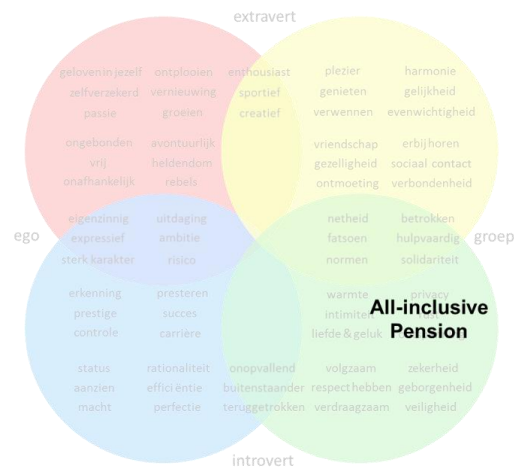 extravert
geloven in jezelf ontplooien enthousiast plezier harmonie
zelfverzekerd vernieuwing sportief genieten gelijkheid
passie groeien creatief verwennen evenwichtigheid
ongebonden avontuurlijk vriendschap erbij horen
vrij heldendom gezelligheid sociaal contact
onafhankelijk rebels ontmoeting verbondenheid
eigenzinnig uitdaging netheid betrokken
ego expressief ambitie fatsoen hulpvaardig groep
sterk karakter risico normen solidariteit
erkenning presteren warmte privacy
prestige succes intimiteit
All-inclusive
controle carrière liefde & geluk
Pension
status rationaliteit onopvallend volgzaam zekerheid
aanzien effici ëntie buitenstaander respect hebben geborgenheid
macht perfectie teruggetrokken verdraagzaam veiligheid
introvert